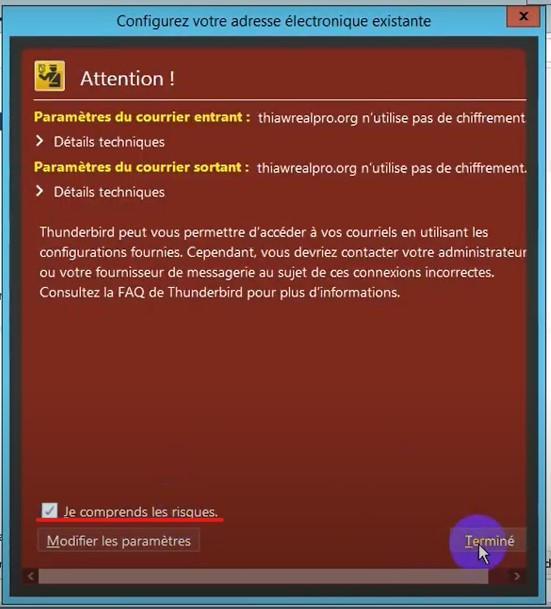 Configurez votre adresse électronique existante
x
Attention !
Paramètres du courrier entrant : thiawrealpro.org n'utilise pas de chiffrement
Détails techniques
Paramètres du courrier sortant : thiawrealpro.org n'utilise pas de chiffrement.
Détails techniques
Thunderbird peut vous permettre d'accéder à vos courriels en utilisant les
configurations fournies. Cependant, vous devriez contacter votre administrateur
ou votre fournisseur de messagerie au sujet de ces connexions incorrectes.
Consultez la FAQ de Thunderbird pour plus d'informations.
Je comprends les risques.
Modifier les paramètres
Terminé